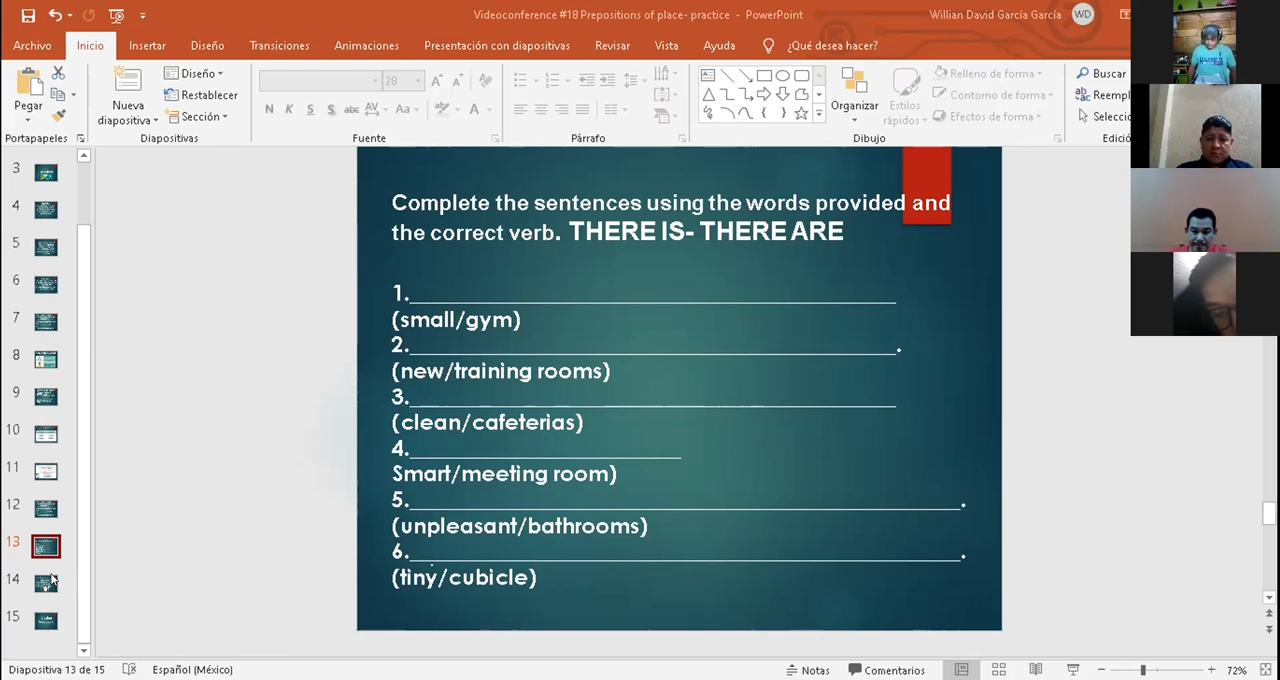 Videoconference #18 Prepositions of place- practice - PowerPoint
Willian David García García
WD
Archivo Inicio Insertar Diseño Transiciones Animaciones Presentación con diapositivas Revisar Vista Ayuda ¿Qué desea hacer?
Pegar
Nueva diapositiva
Diseño
Restablecer
Sección
28
N K S S abc AV Aa A
Organizar
Estilos rápidos
Relleno de forma
Contorno de forma
Efectos de forma
Buscar
Portapapeles Diapositivas Fuente Párrafo Dibujo
3
4
5
6
7
8
9
10
11
12
13
14
15
Complete the sentences using the words provided and
the correct verb. THERE IS- THERE ARE
1.
(small/gym)
2. .
(new/training rooms)
3.
(clean/cafeterias)
4.
Smart/meeting room)
5. .
(unpleasant/bathrooms)
6. .
(tiny/cubicle)
Diapositiva 13 de 15 Español (México) Notas Comentarios 72%